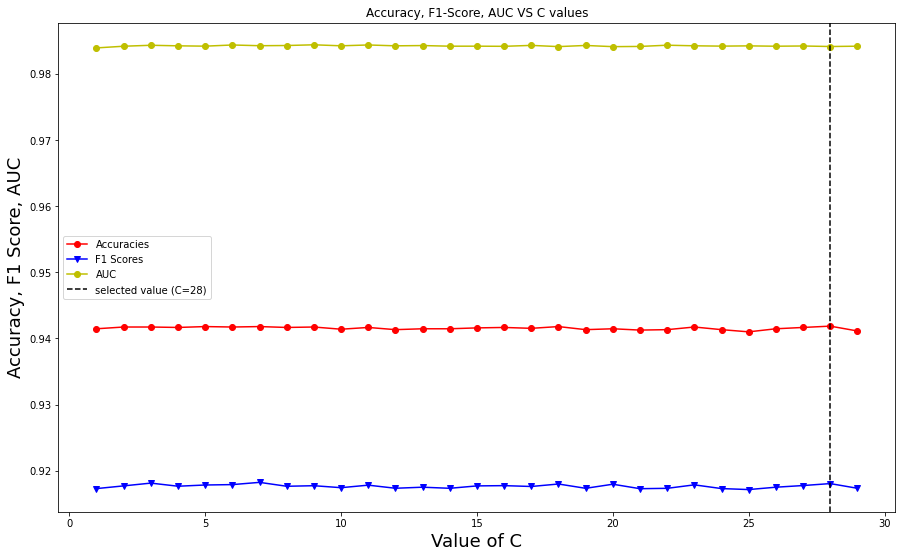 Accuracy, F1-Score, AUC VS C values
Accuracy, F1 Score, AUC
0.98
0.97
0.96
0.95
0.94
0.93
0.92
Accuracies
F1 Scores
AUC
selected value (C=28)
0
5
10
15
20
25
30
Value of C